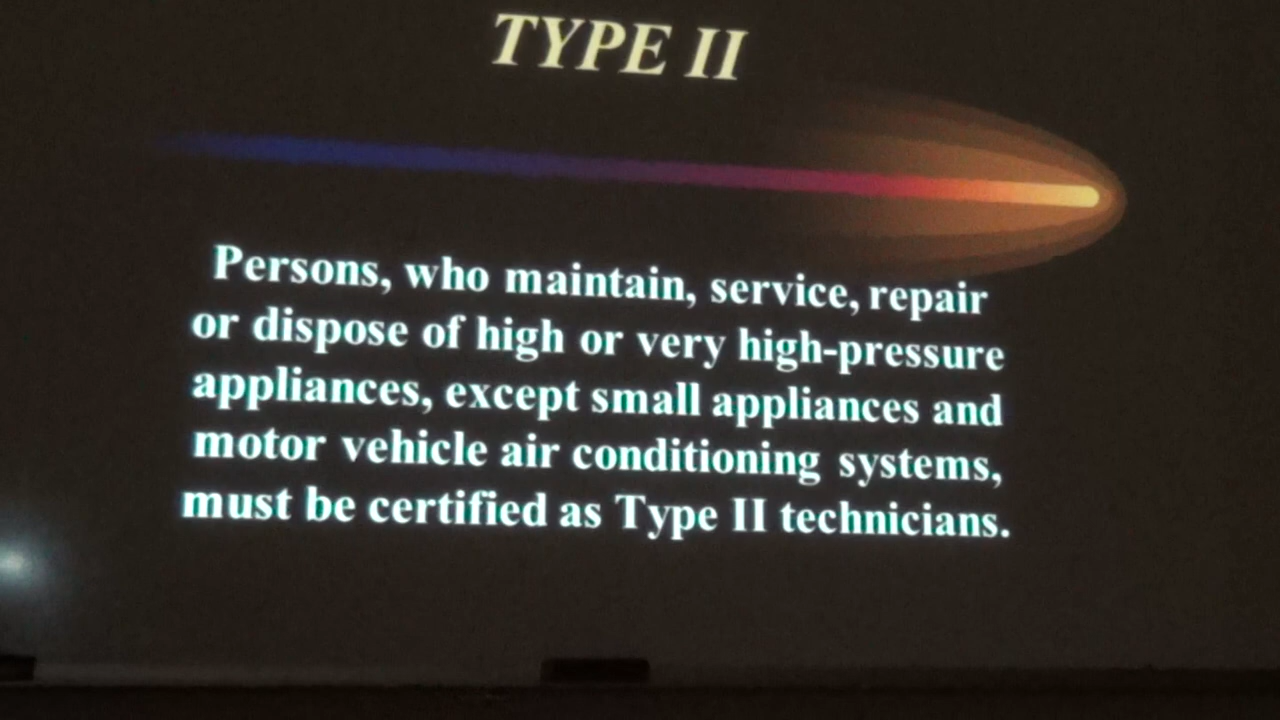 TYPE II
Persons, who maintain, service, repair
or dispose of high or very high-pressure
appliances, except small appliances and
motor vehicle air conditioning systems,
must be certified as Type II technicians.